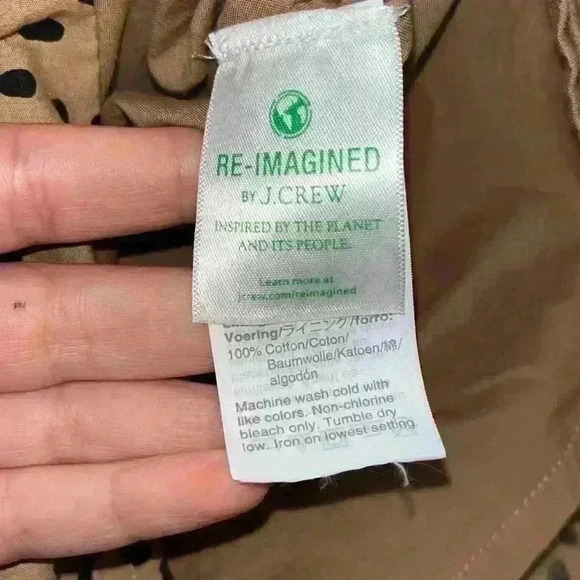 RE-IMAGINED
BY J.CREW
INSPIRED BY THE PLANET
AND ITS PEOPLE.
Learn more at
jcrew.com/reimagined
Voering/ライニング/forro:
100% Cotton/Coton/
Baumwolle/Katoen/綿/
algodón
Machine wash cold with
like colors. Non-chlorine
bleach only. Tumble dry
low. Iron on lowest setting